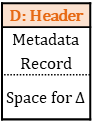 D: Header
Metadata
Record
Space for Δ